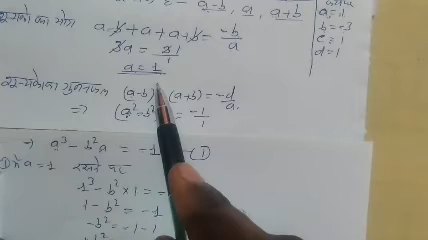 a-b, a, a+b
a = 1
b = -3
c = 1
d = 1
का योग a-b + a + a+b = -b/a
3a = 3/1
a = 1
का गुणनफल (a-b) (a+b) = -d/a
=> (a²-b² = -1/1
→ a³ - b²a = -1 ①
① में a = 1 रखने पर
1³ - b² × 1 =
1 - b² = -1
-b² = -1 -1